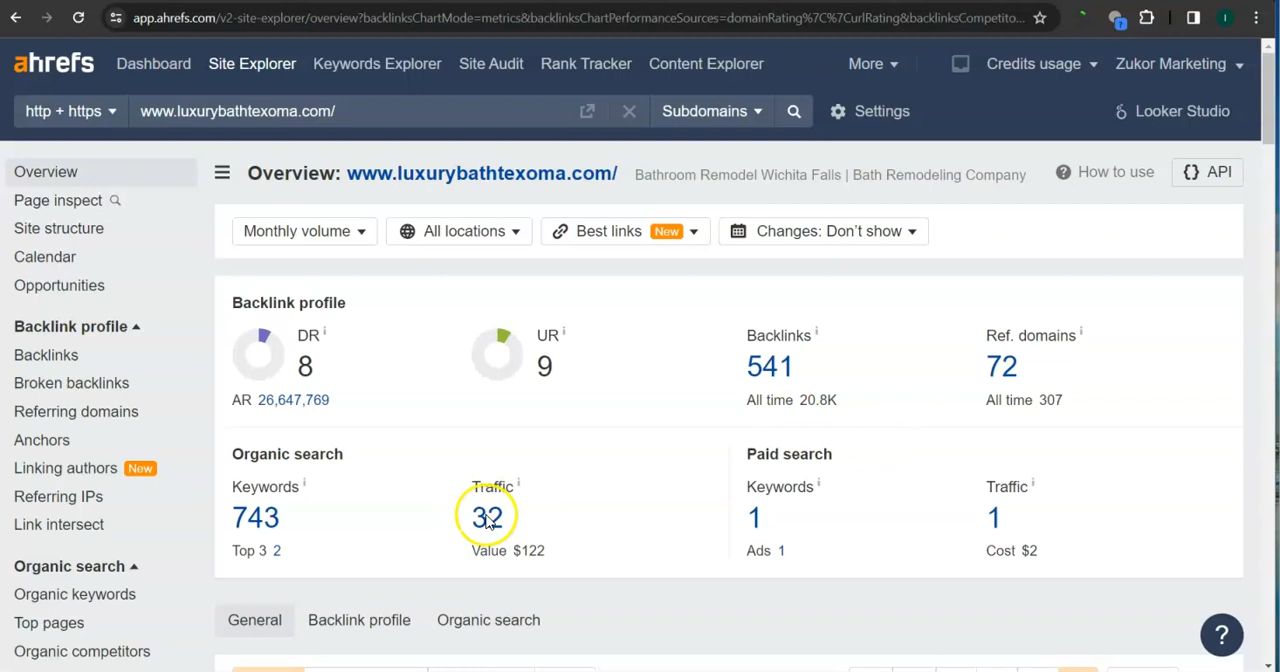 app.ahrefs.com/v2-site-explorer/overview?backlinksChartMode=metrics&backlinksChartPerformanceSources=domainRating%7C%7CurlRating&backlinksCompetito...
ahrefs Dashboard Site Explorer Keywords Explorer Site Audit Rank Tracker Content Explorer More Credits usage Zukor Marketing
http + https www.luxurybathtexoma.com/ Subdomains Settings Looker Studio
Overview
Page inspect
Site structure
Calendar
Opportunities
Backlink profile
Backlinks
Broken backlinks
Referring domains
Anchors
Linking authors New
Referring IPs
Link intersect
Organic search
Organic keywords
Top pages
Organic competitors
Overview: www.luxurybathtexoma.com/ Bathroom Remodel Wichita Falls | Bath Remodeling Company How to use {} API
Monthly volume All locations Best links New Changes: Don't show
Backlink profile
DR UR Backlinks Ref. domains
8 9 541 72
AR 26,647,769 All time 20.8K All time 307
Organic search Paid search
Keywords Traffic Keywords Traffic
743 32 1 1
Top 3 2 Value $122 Ads 1 Cost $2
General Backlink profile Organic search
?